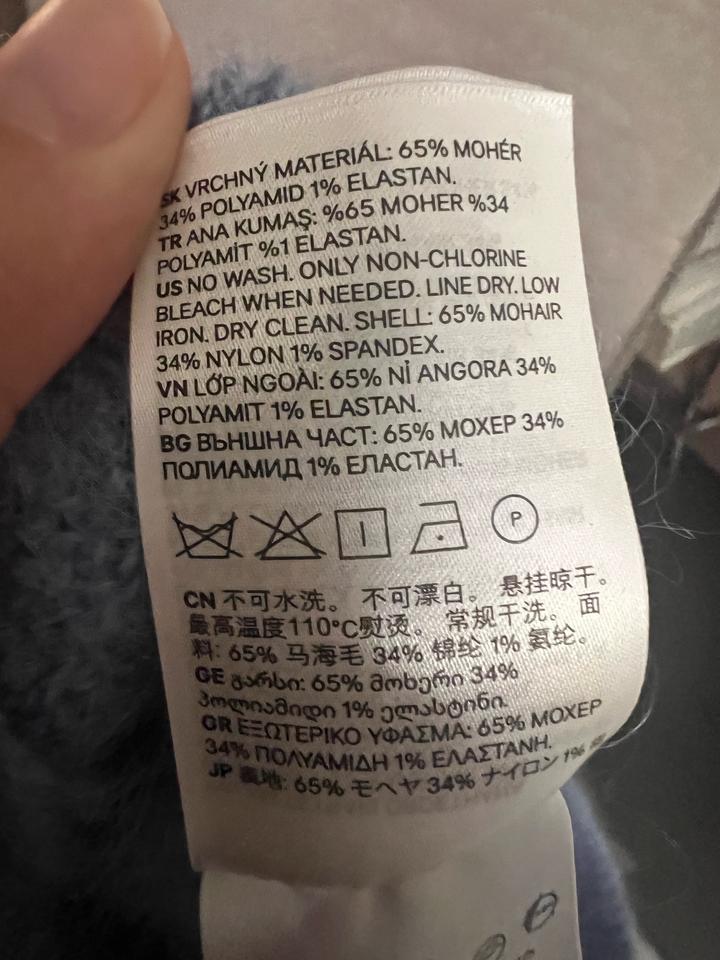 SK VRCHNÝ MATERIÁL: 65% MOHÉR
34% POLYAMID 1% ELASTAN.
TR ANA KUMAŞ: %65 MOHER %34
POLYAMİT %1 ELASTAN.
US NO WASH. ONLY NON-CHLORINE
BLEACH WHEN NEEDED. LINE DRY. LOW
IRON. DRY CLEAN. SHELL: 65% MOHAIR
34% NYLON 1% SPANDEX.
VN LỚP NGOÀI: 65% NỈ ANGORA 34%
POLYAMIT 1% ELASTAN.
BG ВЪНШНА ЧАСТ: 65% МОХЕР 34%
ПОЛИАМИД 1% ЕЛАСТАН.
P
CN 不可水洗。 不可漂白。 悬挂晾干。
最高温度110°C熨烫。 常规干洗。 面
料: 65% 马海毛 34% 锦纶 1% 氨纶。
GE გარსი: 65% მოხერი 34%
პოლიამიდი 1% ელასტინი.
GR ΕΞΩΤΕΡΙΚΟ ΥΦΑΣΜΑ: 65% ΜΟΧΕΡ
34% ΠΟΛΥΑΜΙΔΗ 1% ΕΛΑΣΤΑΝΗ.
JP 地: 65% モヘヤ 34% ナイロン 1%